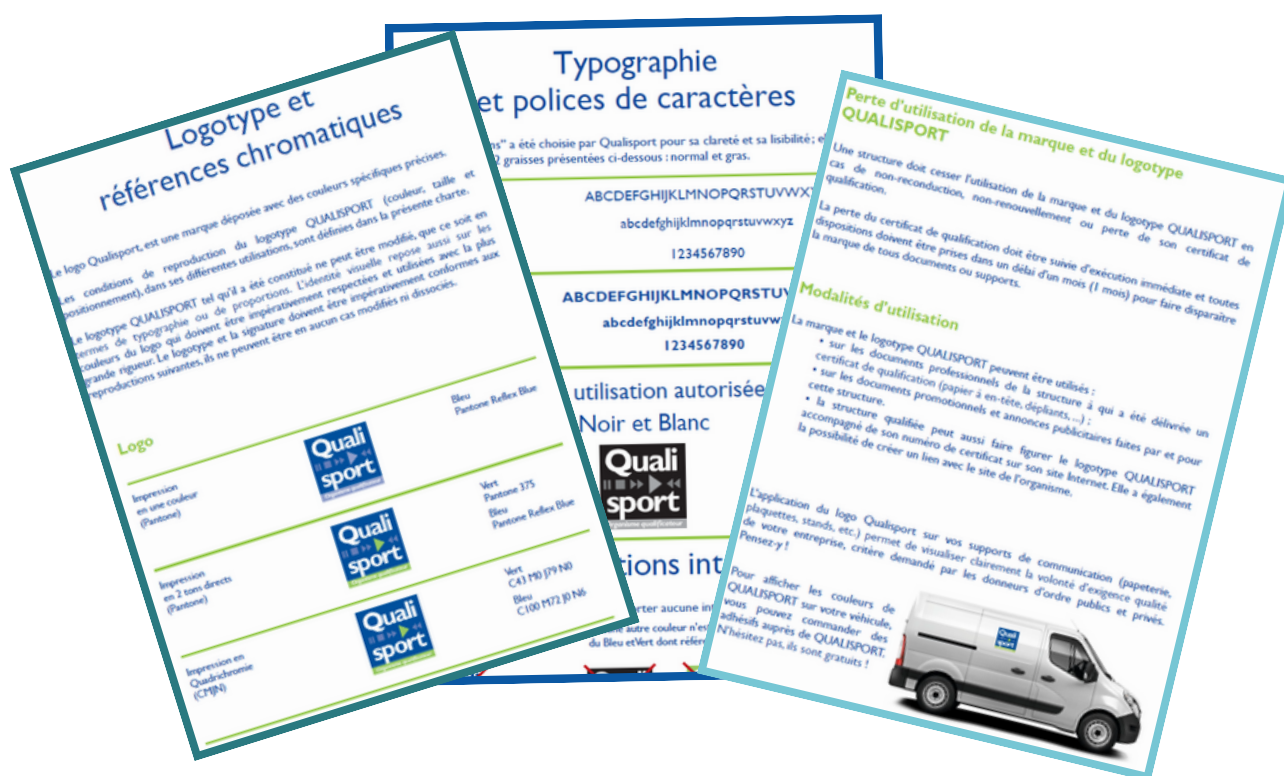 Logotype et
références chromatiques
Le logo Qualisport, est une marque déposée avec des couleurs spécifiques précises.
Les conditions de reproduction du logotype QUALISPORT (couleur, taille et
positionnement), dans ses différentes utilisations, sont définies dans la présente charte.
Le logotype QUALISPORT tel qu'il a été constitué ne peut être modifié, que ce soit en
termes de typographie ou de proportions. L'identité visuelle repose aussi sur les
couleurs du logo qui doivent être impérativement respectées et utilisées avec la plus
grande rigueur. Le logotype et la signature doivent être impérativement conformes aux
reproductions suivantes, ils ne peuvent être en aucun cas modifiés ni dissociés.
Logo
Impression
en une couleur
(Pantone)
Quali
sport
Bleu
Pantone Reflex Blue
Impression
en 2 tons directs
(Pantone)
Quali
sport
Vert
Pantone 375
Bleu
Pantone Reflex Blue
Impression en
Quadrichromie
(CMJN)
Quali
sport
Vert
C43 M0 J79 N0
Bleu
C100 M72 J0 N6
Typographie
et polices de caractères
ns" a été choisie par Qualisport pour sa clareté et sa lisibilité ;
2 graisses présentées ci-dessous : normal et gras.
ABCDEFGHIJKLMNOPQRSTUVWX
abcdefghijklmnopqrstuvwxyz
1234567890
ABCDEFGHIJKLMNOPQRSTUV
abcdefghijklmnopqrstuvw
1234567890
utilisation autorisée
Noir et Blanc
Quali
sport
organisme qualificateur
tions int
rter aucune int
ne autre couleur n'es
du Bleu et Vert dont référ
Perte d'utilisation de la marque et du logotype
QUALISPORT
Une structure doit cesser l'utilisation de la marque et du logotype QUALISPORT en
cas de non-reconduction, non-renouvellement ou perte de son certificat de
qualification.
La perte du certificat de qualification doit être suivie d'exécution immédiate et toutes
dispositions doivent être prises dans un délai d'un mois (1 mois) pour faire disparaître
la marque de tous documents ou supports.
Modalités d'utilisation
La marque et le logotype QUALISPORT peuvent être utilisés :
• sur les documents professionnels de la structure à qui a été délivrée un
certificat de qualification (papier à en-tête, dépliants,...) ;
• sur les documents promotionnels et annonces publicitaires faites par et pour
cette structure.
• la structure qualifiée peut aussi faire figurer le logotype QUALISPORT
accompagné de son numéro de certificat sur son site Internet. Elle a également
la possibilité de créer un lien avec le site de l'organisme.
L'application du logo Qualisport sur vos supports de communication (papeterie,
plaquettes, stands, etc.) permet de visualiser clairement la volonté d'exigence qualité
de votre entreprise, critère demandé par les donneurs d'ordre publics et privés.
Pensez-y !
Pour afficher les couleurs de
QUALISPORT sur votre véhicule,
vous pouvez commander des
adhésifs auprès de QUALISPORT.
N'hésitez pas, ils sont gratuits !
Quali
sport